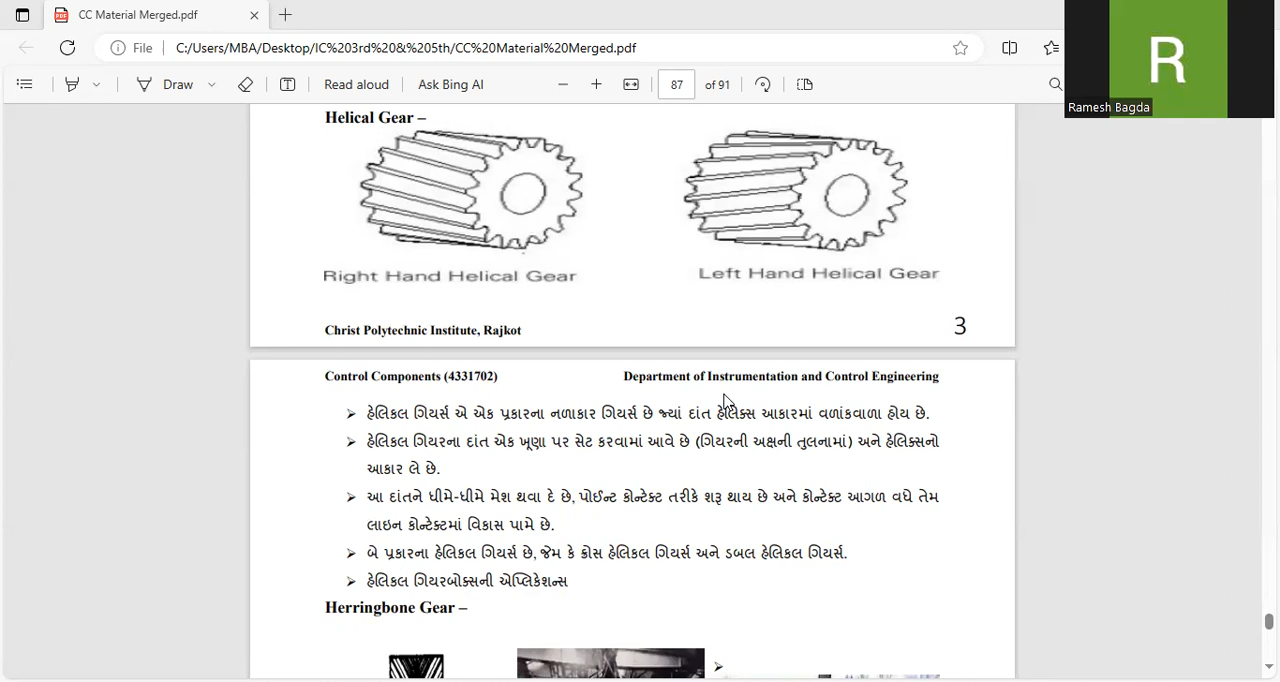 CC Material Merged.pdf
File
C:/Users/MBA/Desktop/IC%203rd%20&%205th/CC%20Material%20Merged.pdf
Draw
Read aloud
Ask Bing AI
87
of 91
R
Ramesh Bagda
Helical Gear –
Right Hand Helical Gear
Left Hand Helical Gear
Christ Polytechnic Institute, Rajkot
3
Control Components (4331702)
Department of Instrumentation and Control Engineering
➢ હેલિકલ ગિયર્સ એ એક પ્રકારના નળાકાર ગિયર્સ છે જ્યાં દાંત હેલિક્સ આકારમાં વળાંકવાળા હોય છે.
➢ હેલિકલ ગિયરના દાંત એક ખૂણા પર સેટ કરવામાં આવે છે (ગિયરની અક્ષની તુલનામાં) અને હેલિક્સનો
આકાર લે છે.
➢ આ દાંતને ધીમે-ધીમે મેશ થવા દે છે, પોઈન્ટ કોન્ટેક્ટ તરીકે શરૂ થાય છે અને કોન્ટેક્ટ આગળ વધે તેમ
લાઇન કોન્ટેક્ટમાં વિકાસ પામે છે.
➢ બે પ્રકારના હેલિકલ ગિયર્સ છે, જેમ કે ક્રોસ હેલિકલ ગિયર્સ અને ડબલ હેલિકલ ગિયર્સ.
➢ હેલિકલ ગિયરબોક્સની એપ્લિકેશન્સ
Herringbone Gear –
➢